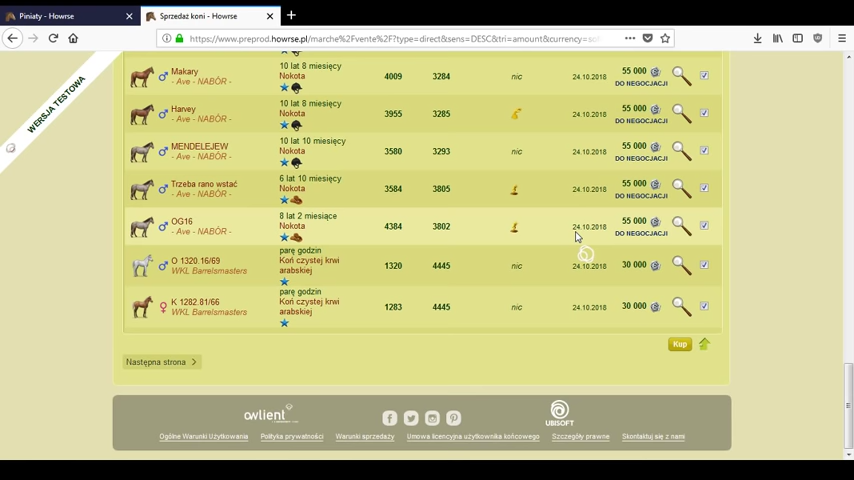 Piniaty - Howrse
Sprzedaż koni - Howrse
https://www.preprod.howrse.pl/marche%2Fvente%2F?type=direct&sens=DESC&tri=amount&currency=sof
WERSJA TESTOWA
Makary
- Ave - NABÓR -
10 lat 8 miesięcy
Nokota
4009
3284
nic
24.10.2018
55 000
DO NEGOCJACJI
Harvey
- Ave - NABÓR -
10 lat 8 miesięcy
Nokota
3955
3285
24.10.2018
55 000
DO NEGOCJACJI
MENDELEJEW
- Ave - NABÓR -
10 lat 10 miesięcy
Nokota
3580
3293
nic
24.10.2018
55 000
DO NEGOCJACJI
Trzeba rano wstać
- Ave - NABÓR -
6 lat 10 miesięcy
Nokota
3584
3805
24.10.2018
55 000
DO NEGOCJACJI
OG16
- Ave - NABÓR -
8 lat 2 miesiące
Nokota
4384
3802
24.10.2018
55 000
DO NEGOCJACJI
O 1320.16/69
WKL Barrelsmasters
parę godzin
Koń czystej krwi
arabskiej
1320
4445
nic
24.10.2018
30 000
K 1282.81/66
WKL Barrelsmasters
parę godzin
Koń czystej krwi
arabskiej
1283
4445
nic
24.10.2018
30 000
Kup
Następna strona
owlient
UBISOFT
Ogólne Warunki Użytkowania
Polityka prywatności
Warunki sprzedaży
Umowa licencyjna użytkownika końcowego
Szczegóły prawne
Skontaktuj się z nami